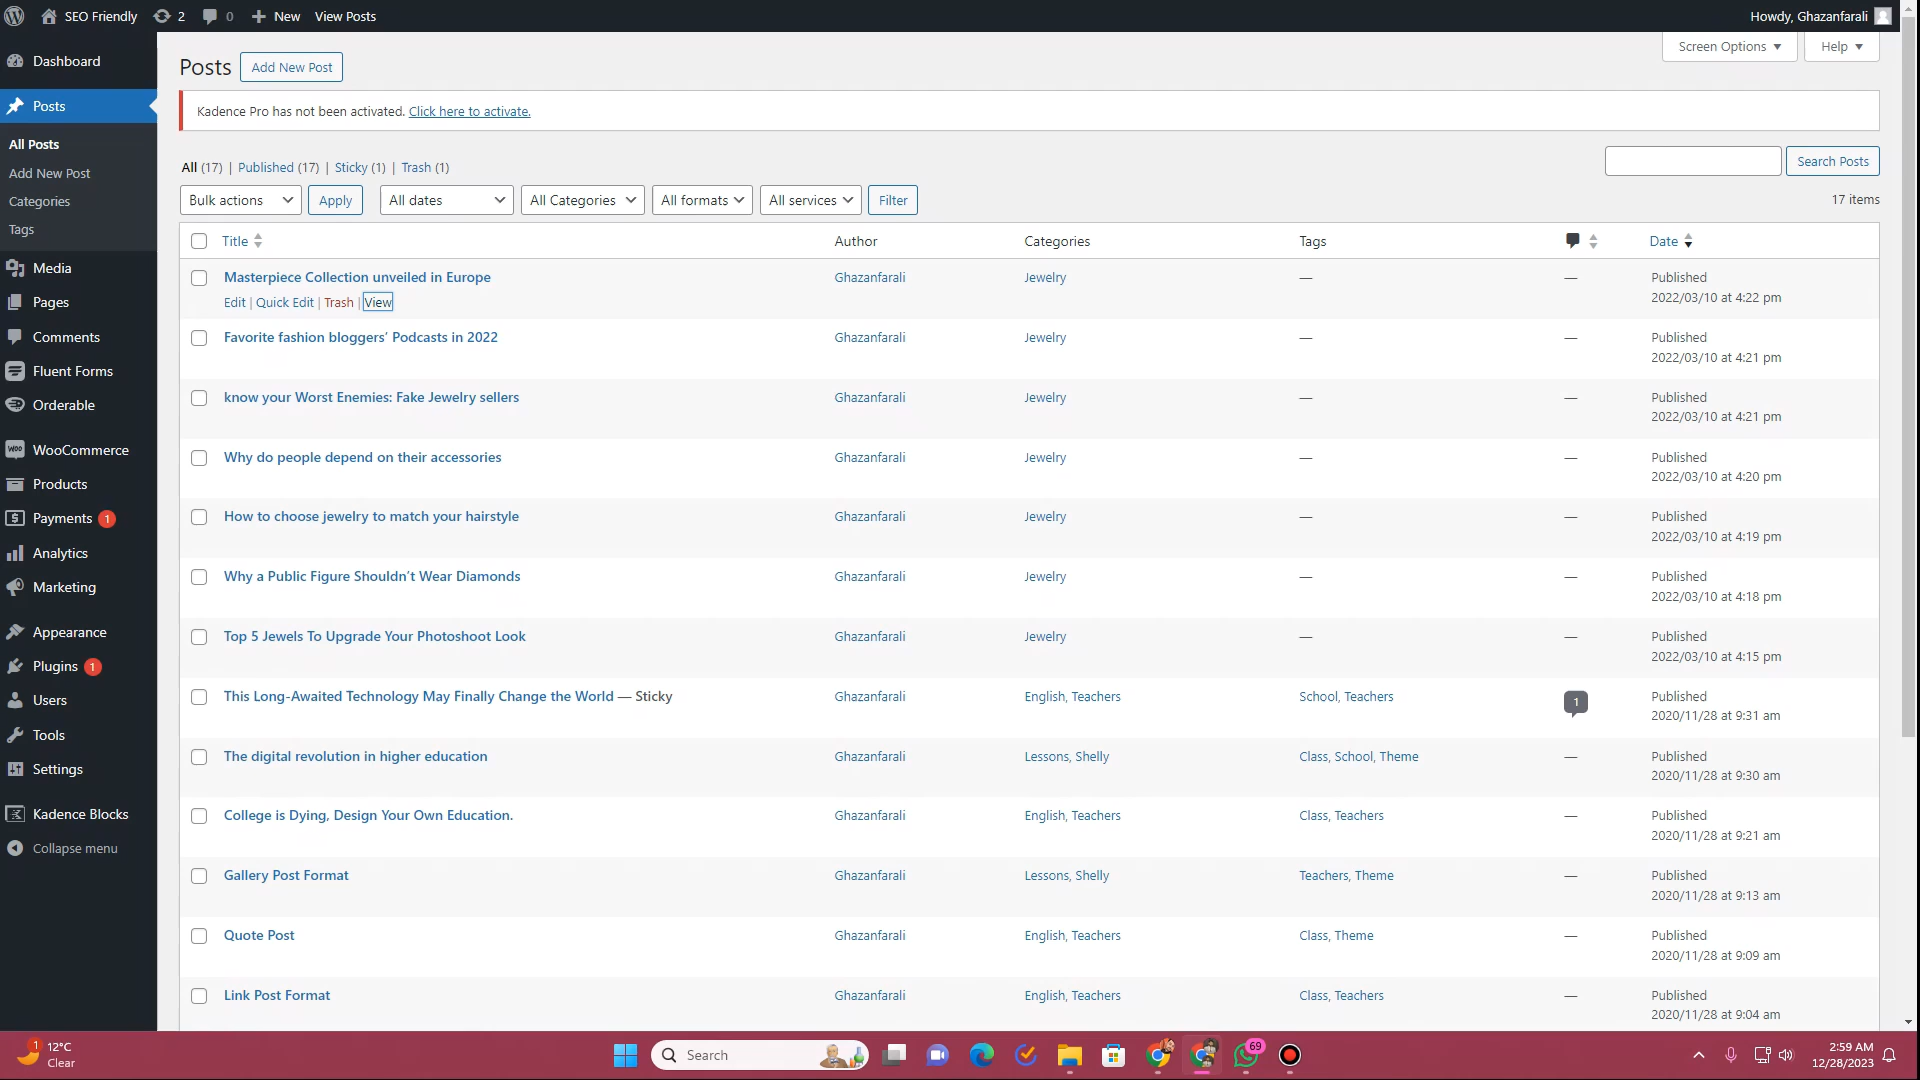 SEO Friendly 2 0 New View Posts Howdy, Ghazanfarali
Dashboard
Posts
All Posts
Add New Post
Categories
Tags
Media
Pages
Comments
Fluent Forms
Orderable
WooCommerce
Products
Payments 1
Analytics
Marketing
Appearance
Plugins 1
Users
Tools
Settings
Kadence Blocks
Collapse menu
Screen Options Help
Posts Add New Post
Kadence Pro has not been activated. Click here to activate.
All (17) | Published (17) | Sticky (1) | Trash (1)
Search Posts
Bulk actions Apply All dates All Categories All formats All services Filter 17 items
Title Author Categories Tags Date
Masterpiece Collection unveiled in Europe Ghazanfarali Jewelry — — Published
Edit | Quick Edit | Trash | View 2022/03/10 at 4:22 pm
Favorite fashion bloggers’ Podcasts in 2022 Ghazanfarali Jewelry — — Published
2022/03/10 at 4:21 pm
know your Worst Enemies: Fake Jewelry sellers Ghazanfarali Jewelry — — Published
2022/03/10 at 4:21 pm
Why do people depend on their accessories Ghazanfarali Jewelry — — Published
2022/03/10 at 4:20 pm
How to choose jewelry to match your hairstyle Ghazanfarali Jewelry — — Published
2022/03/10 at 4:19 pm
Why a Public Figure Shouldn’t Wear Diamonds Ghazanfarali Jewelry — — Published
2022/03/10 at 4:18 pm
Top 5 Jewels To Upgrade Your Photoshoot Look Ghazanfarali Jewelry — — Published
2022/03/10 at 4:15 pm
This Long-Awaited Technology May Finally Change the World — Sticky Ghazanfarali English, Teachers School, Teachers 1 Published
2020/11/28 at 9:31 am
The digital revolution in higher education Ghazanfarali Lessons, Shelly Class, School, Theme — Published
2020/11/28 at 9:30 am
College is Dying, Design Your Own Education. Ghazanfarali English, Teachers Class, Teachers — Published
2020/11/28 at 9:21 am
Gallery Post Format Ghazanfarali Lessons, Shelly Teachers, Theme — Published
2020/11/28 at 9:13 am
Quote Post Ghazanfarali English, Teachers Class, Theme — Published
2020/11/28 at 9:09 am
Link Post Format Ghazanfarali English, Teachers Class, Teachers — Published
2020/11/28 at 9:04 am
1 12°C
Clear
Search
69
2:59 AM
12/28/2023